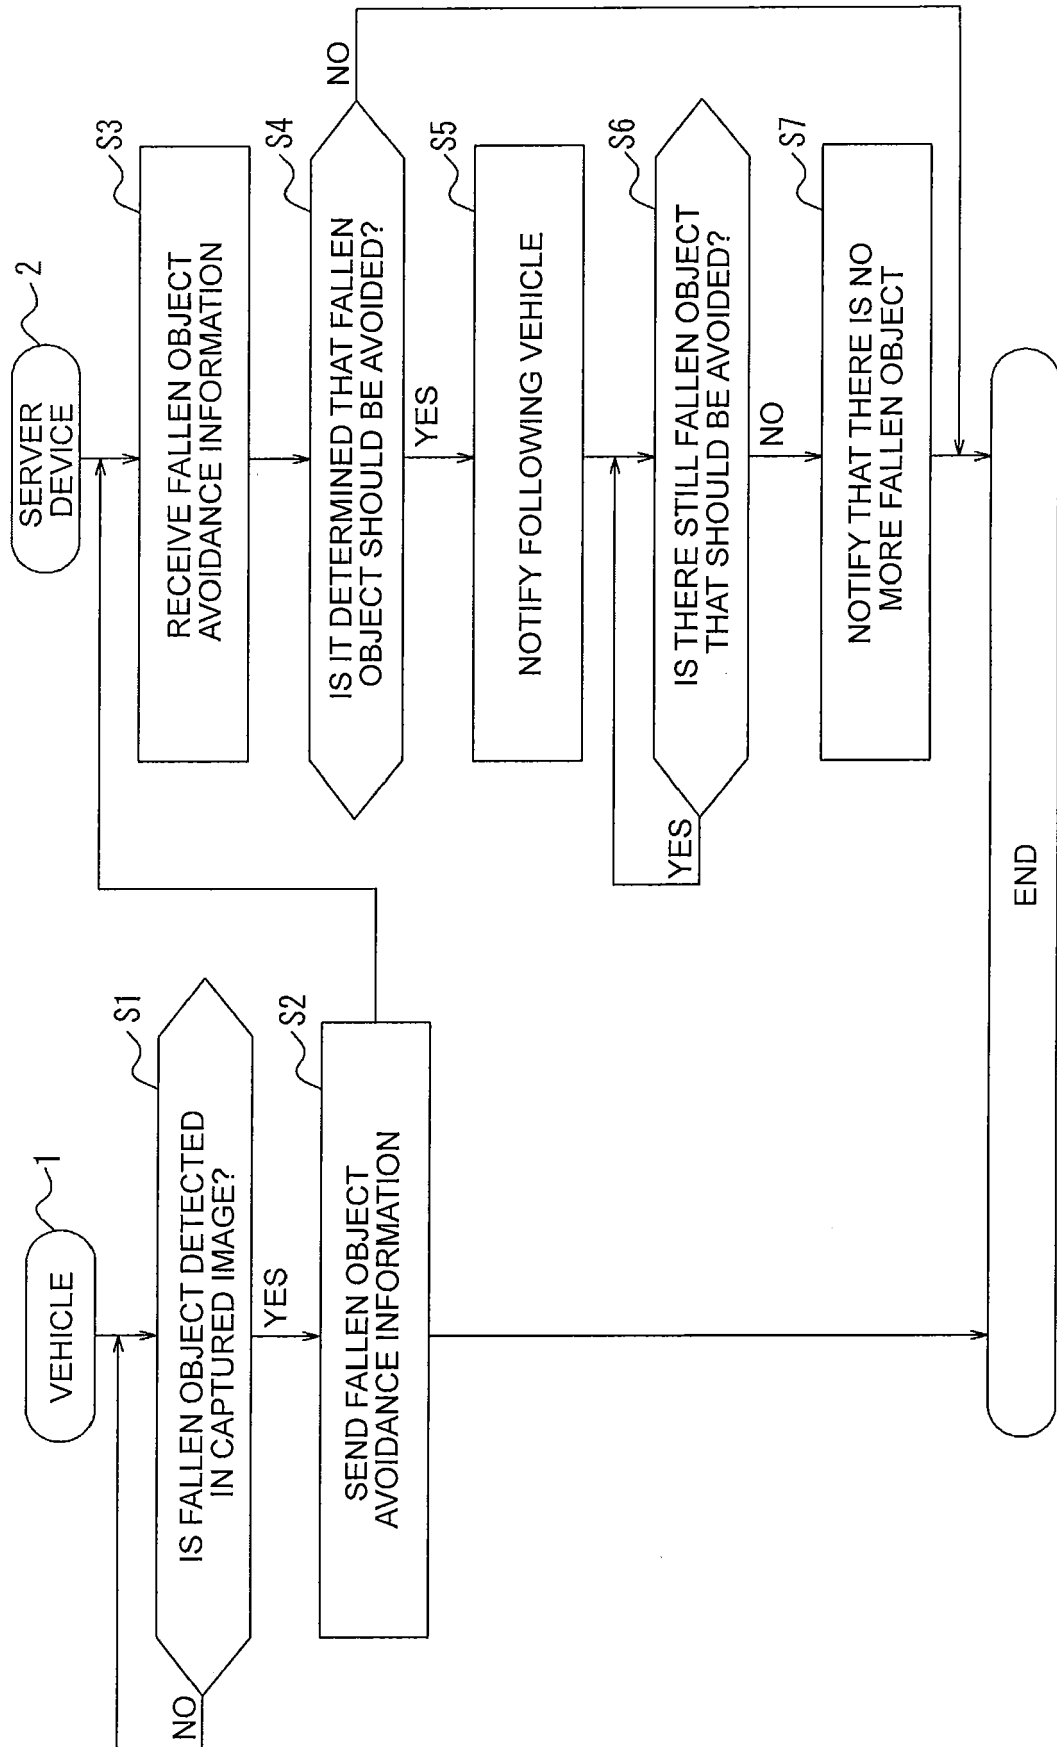 VEHICLE
1
IS FALLEN OBJECT DETECTED
IN CAPTURED IMAGE?
S1
NO
YES
SEND FALLEN OBJECT
AVOIDANCE INFORMATION
S2
SERVER
DEVICE
2
RECEIVE FALLEN OBJECT
AVOIDANCE INFORMATION
S3
IS IT DETERMINED THAT FALLEN
OBJECT SHOULD BE AVOIDED?
S4
NO
YES
NOTIFY FOLLOWING VEHICLE
S5
IS THERE STILL FALLEN OBJECT
THAT SHOULD BE AVOIDED?
S6
YES
NO
NOTIFY THAT THERE IS NO
MORE FALLEN OBJECT
S7
END